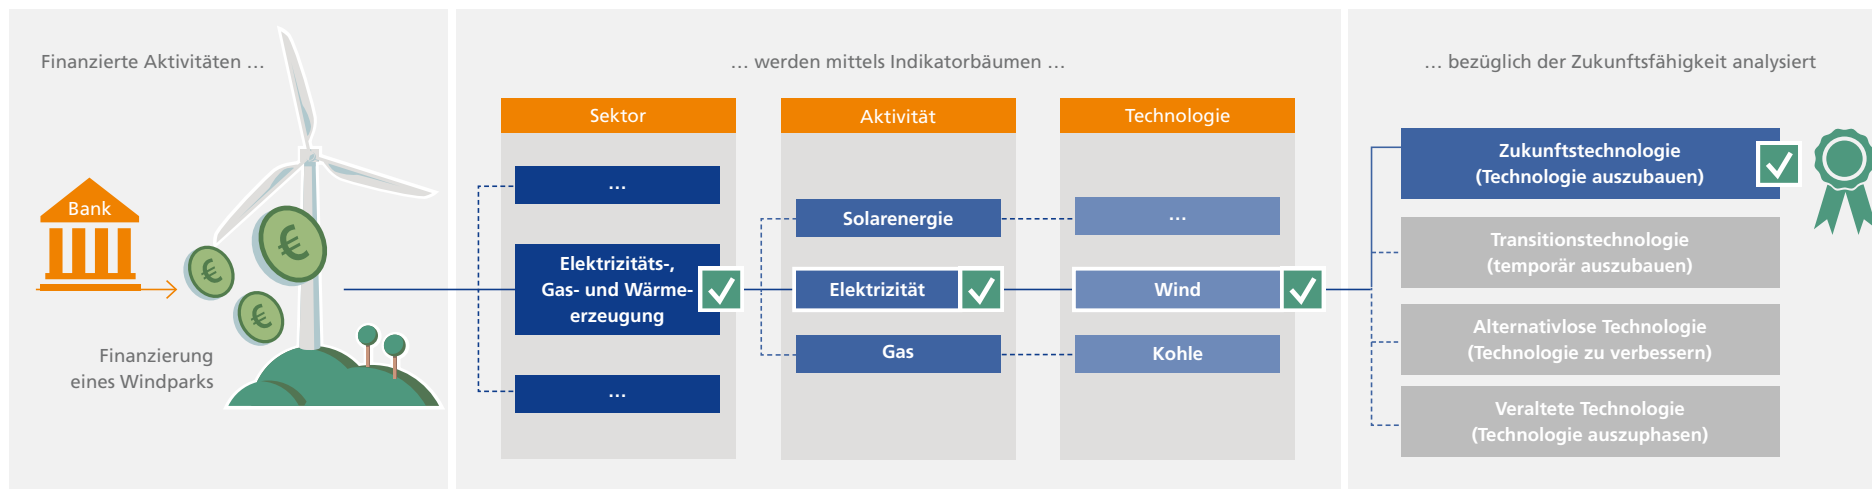 Finanzierte Aktivitäten …
Bank
€
€
€
Finanzierung
eines Windparks
… werden mittels Indikatorbäumen …
Sektor
…
Elektrizitäts-,
Gas- und Wärme-
erzeugung
…
Aktivität
Solarenergie
Elektrizität
Gas
Technologie
…
Wind
Kohle
… bezüglich der Zukunftsfähigkeit analysiert
Zukunftstechnologie
(Technologie auszubauen)
Transitionstechnologie
(temporär auszubauen)
Alternativlose Technologie
(Technologie zu verbessern)
Veraltete Technologie
(Technologie auszuphasen)